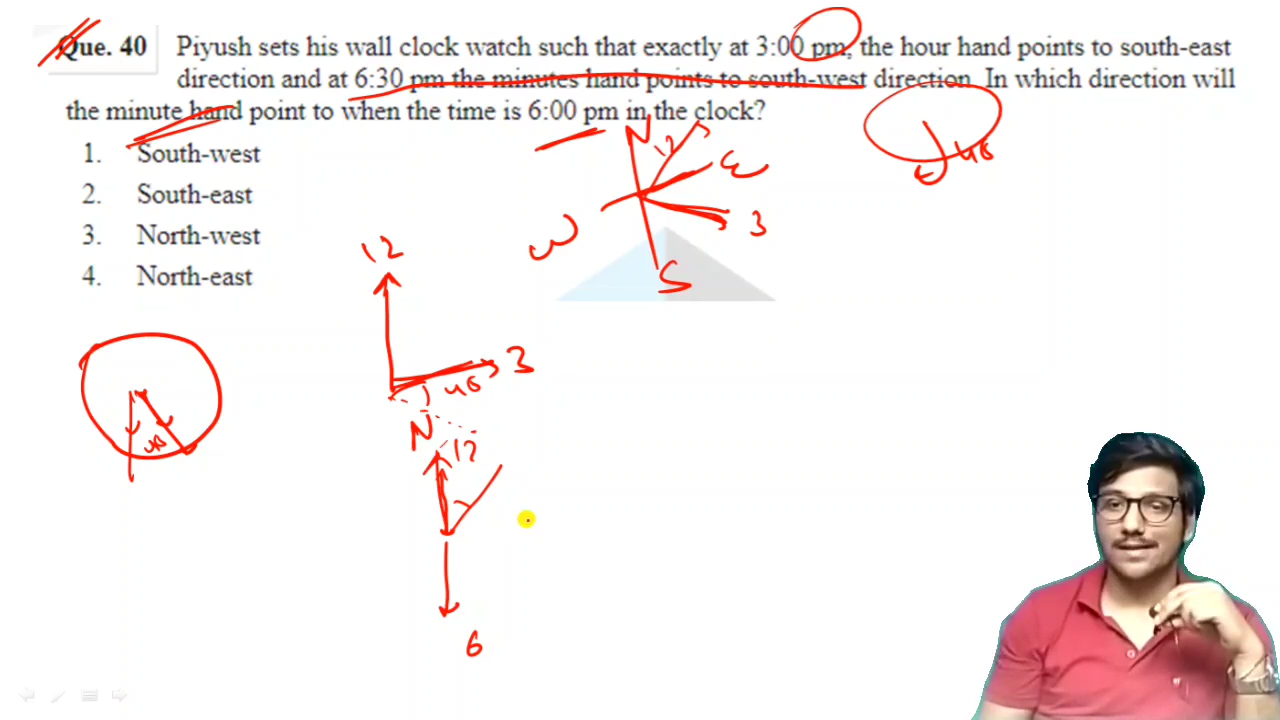 Que. 40 Piyush sets his wall clock watch such that exactly at 3:00 pm, the hour hand points to south-east
direction and at 6:30 pm the minutes hand points to south-west direction. In which direction will
the minute hand point to when the time is 6:00 pm in the clock?
1. South-west
2. South-east
3. North-west
4. North-east
N
12
E
W
3
S
12
3
45
N
12
6